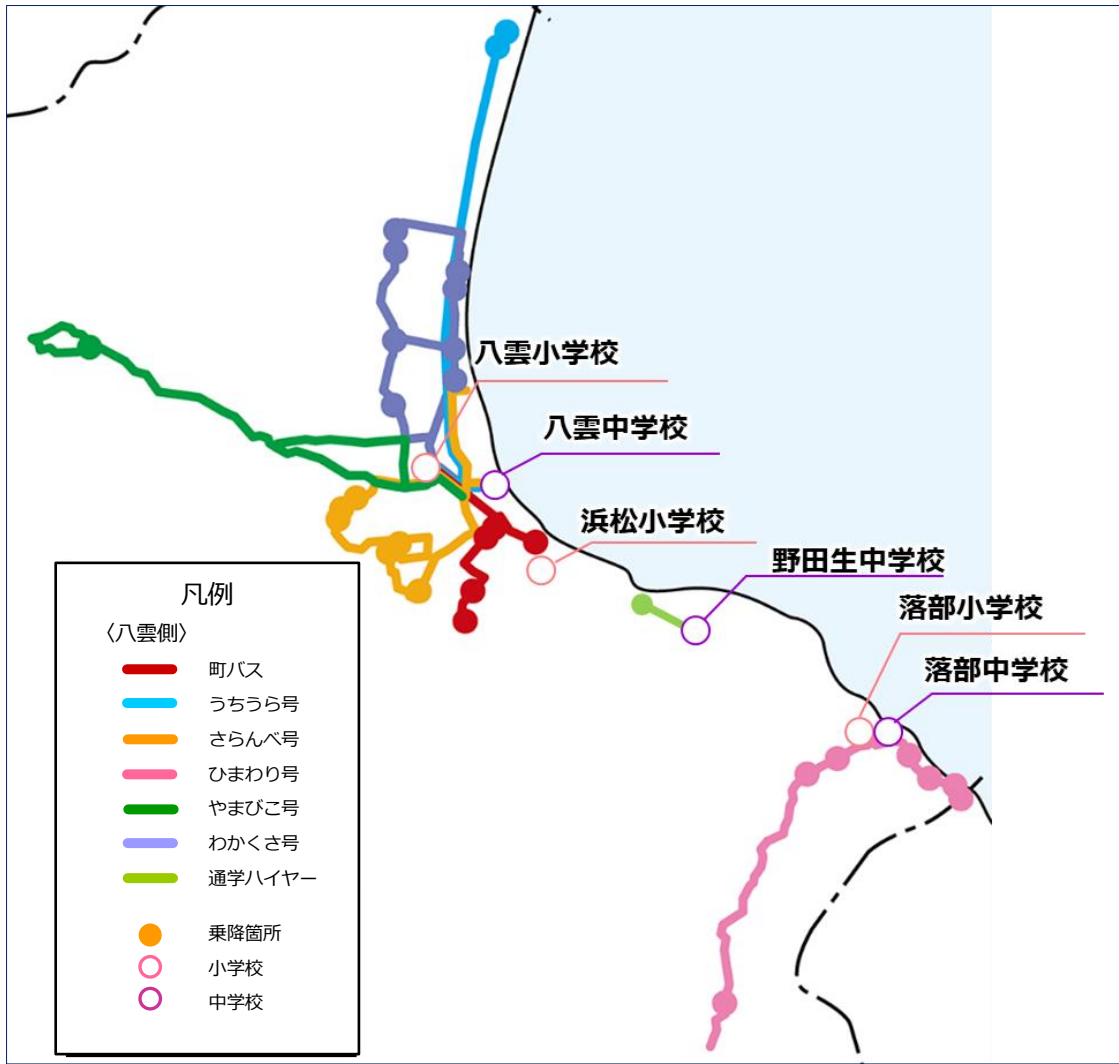 八雲小学校
八雲中学校
浜松小学校
野田生中学校
落部小学校
落部中学校
凡例
〈八雲側〉
町バス
うちうら号
さらんべ号
ひまわり号
やまびこ号
わかくさ号
通学ハイヤー
乗降箇所
小学校
中学校